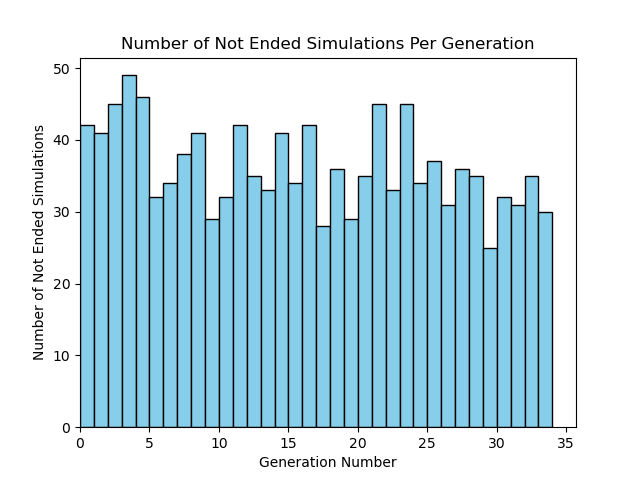 Number of Not Ended Simulations Per Generation
Number of Not Ended Simulations
50
40
30
20
10
0
0 5 10 15 20 25 30 35
Generation Number